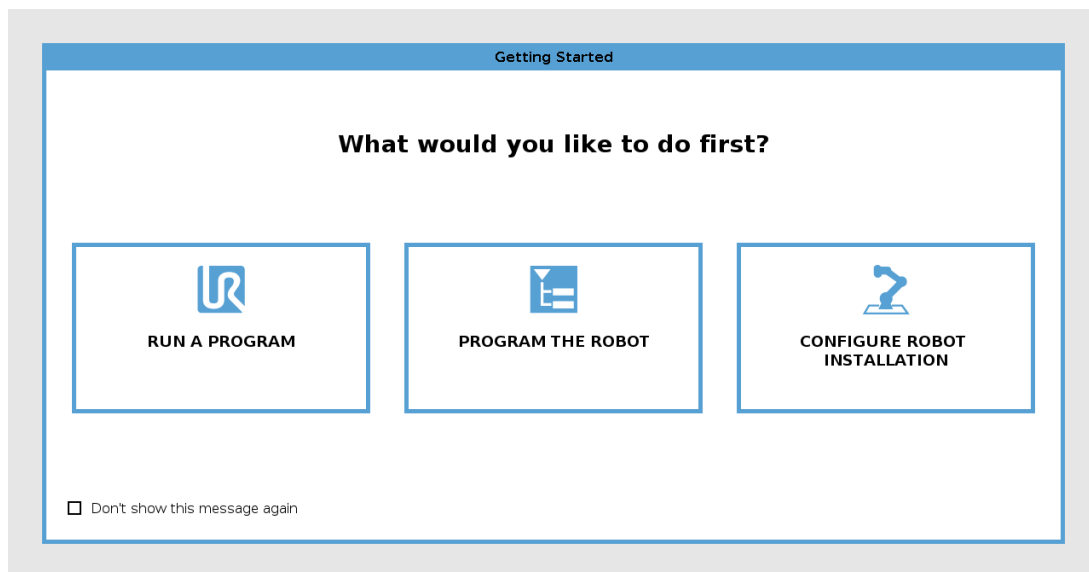 Getting Started
What would you like to do first?
RUN A PROGRAM
PROGRAM THE ROBOT
CONFIGURE ROBOT
INSTALLATION
Don't show this message again